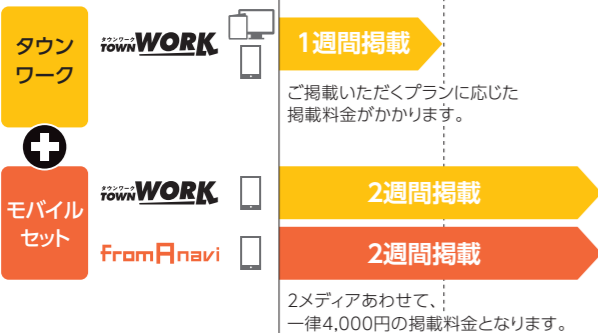 タウン
ワーク
タウンワーク
TOWNWORK
1週間掲載
ご掲載いただくプランに応じた
掲載料金がかかります。
モバイル
セット
タウンワーク
TOWNWORK
2週間掲載
fromAnavi
2週間掲載
2メディアあわせて、
一律4,000円の掲載料金となります。